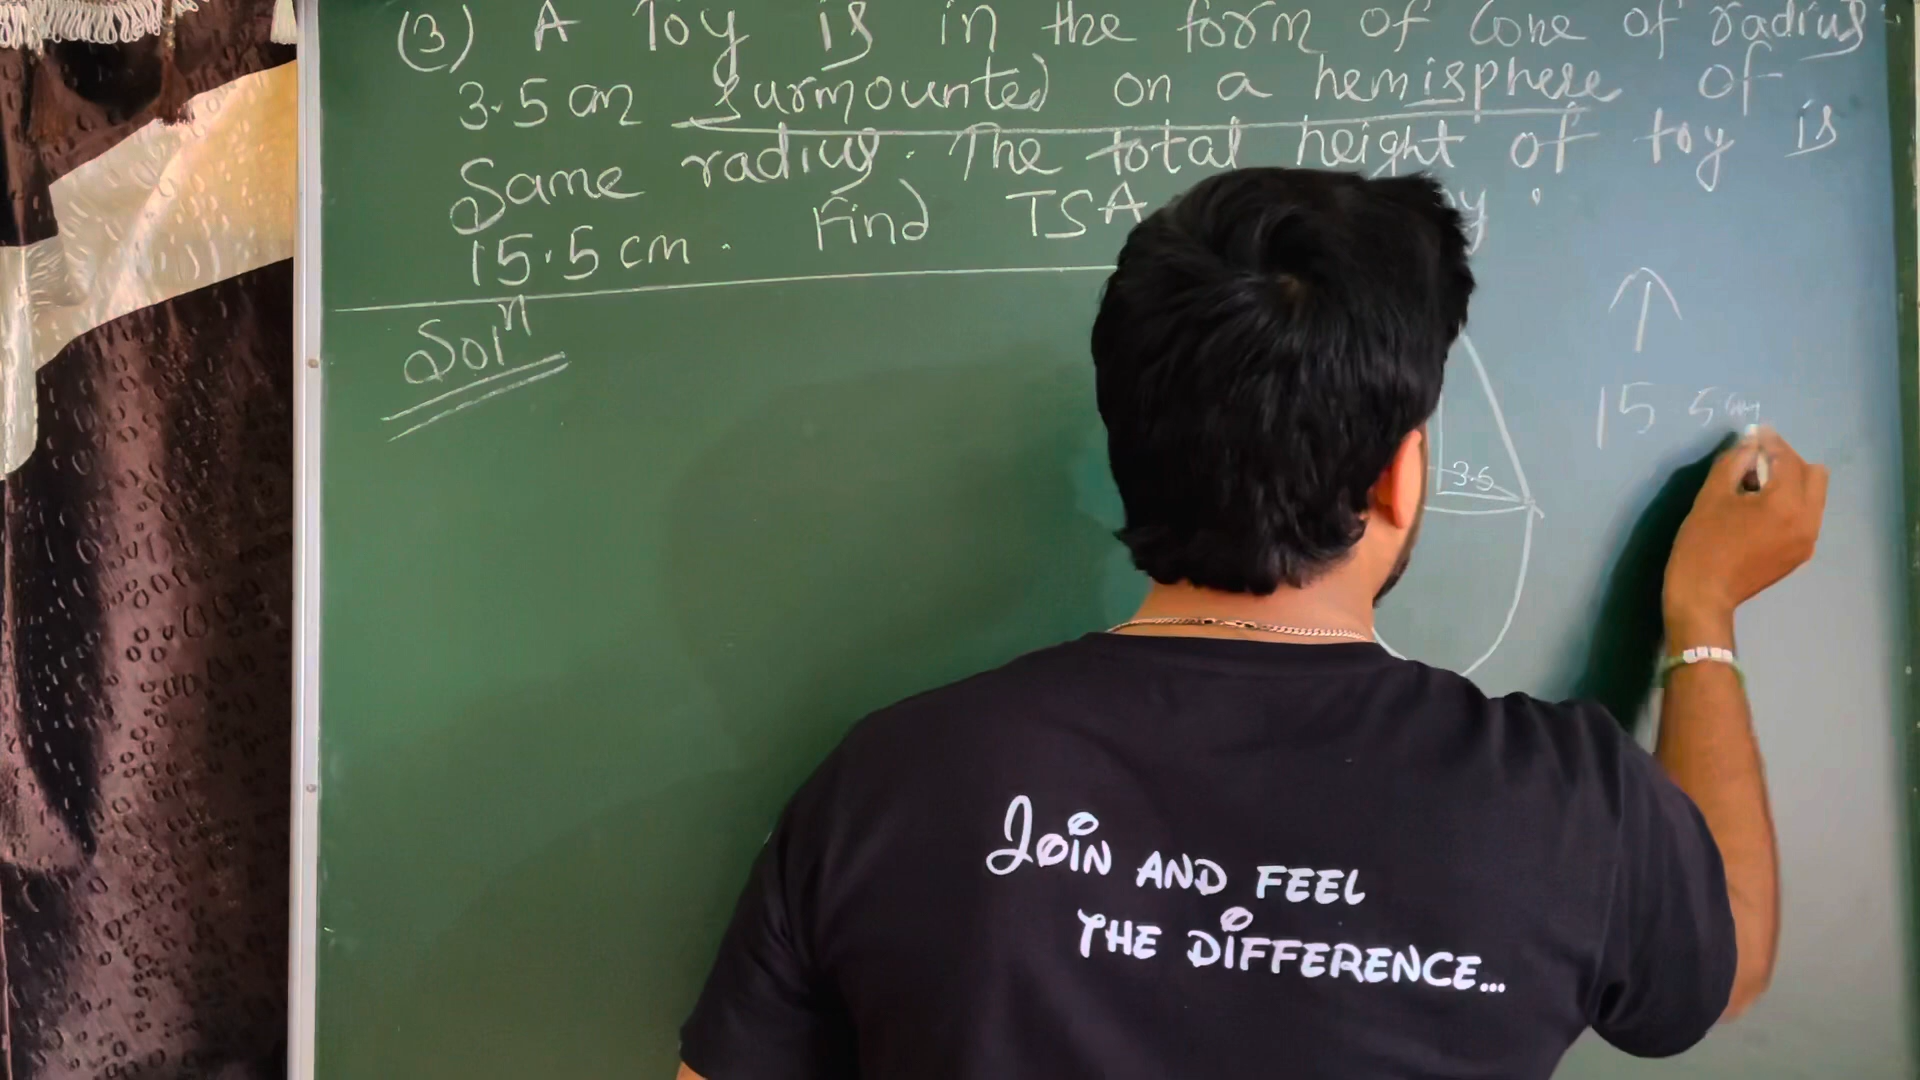 (3) A Toy is in the form of Cone of radius
3.5 cm surmounted on a hemisphere of
Same radius. The total height of toy is
15.5 cm. Find TSA
Solⁿ
15.5 cm
3.5
JOIN AND FEEL
THE DIFFERENCE...